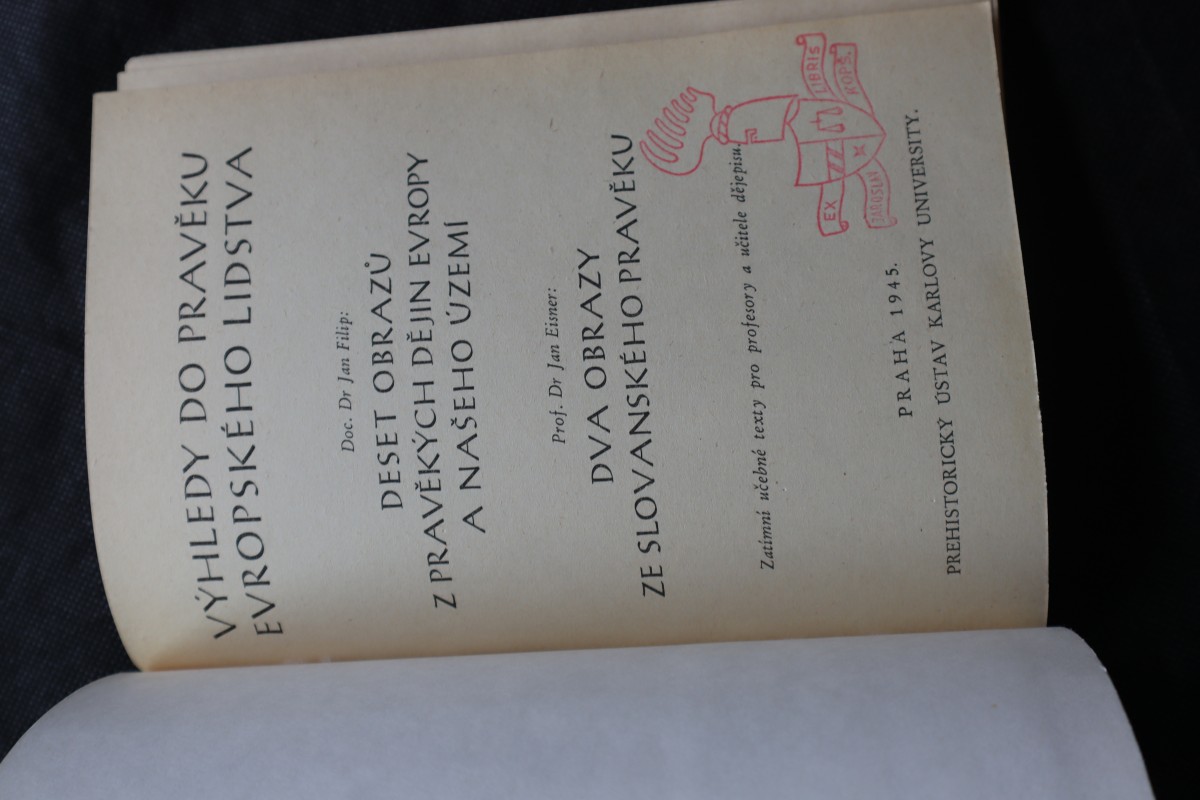 VÝHLEDY DO PRAVĚKU
EVROPSKÉHO LIDSTVA
Doc. Dr Jan Filip:
DESET OBRAZŮ
Z PRAVĚKÝCH DĚJIN EVROPY
A NAŠEHO ÚZEMÍ
Prof. Dr Jan Eisner:
DVA OBRAZY
ZE SLOVANSKÉHO PRAVĚKU
Zatímní učebné texty pro profesory a učitele dějepisu.
EX LIBRIS
JAROSLAV KOPŠ.
PRAHA 1945.
PREHISTORICKÝ ÚSTAV KARLOVY UNIVERSITY.